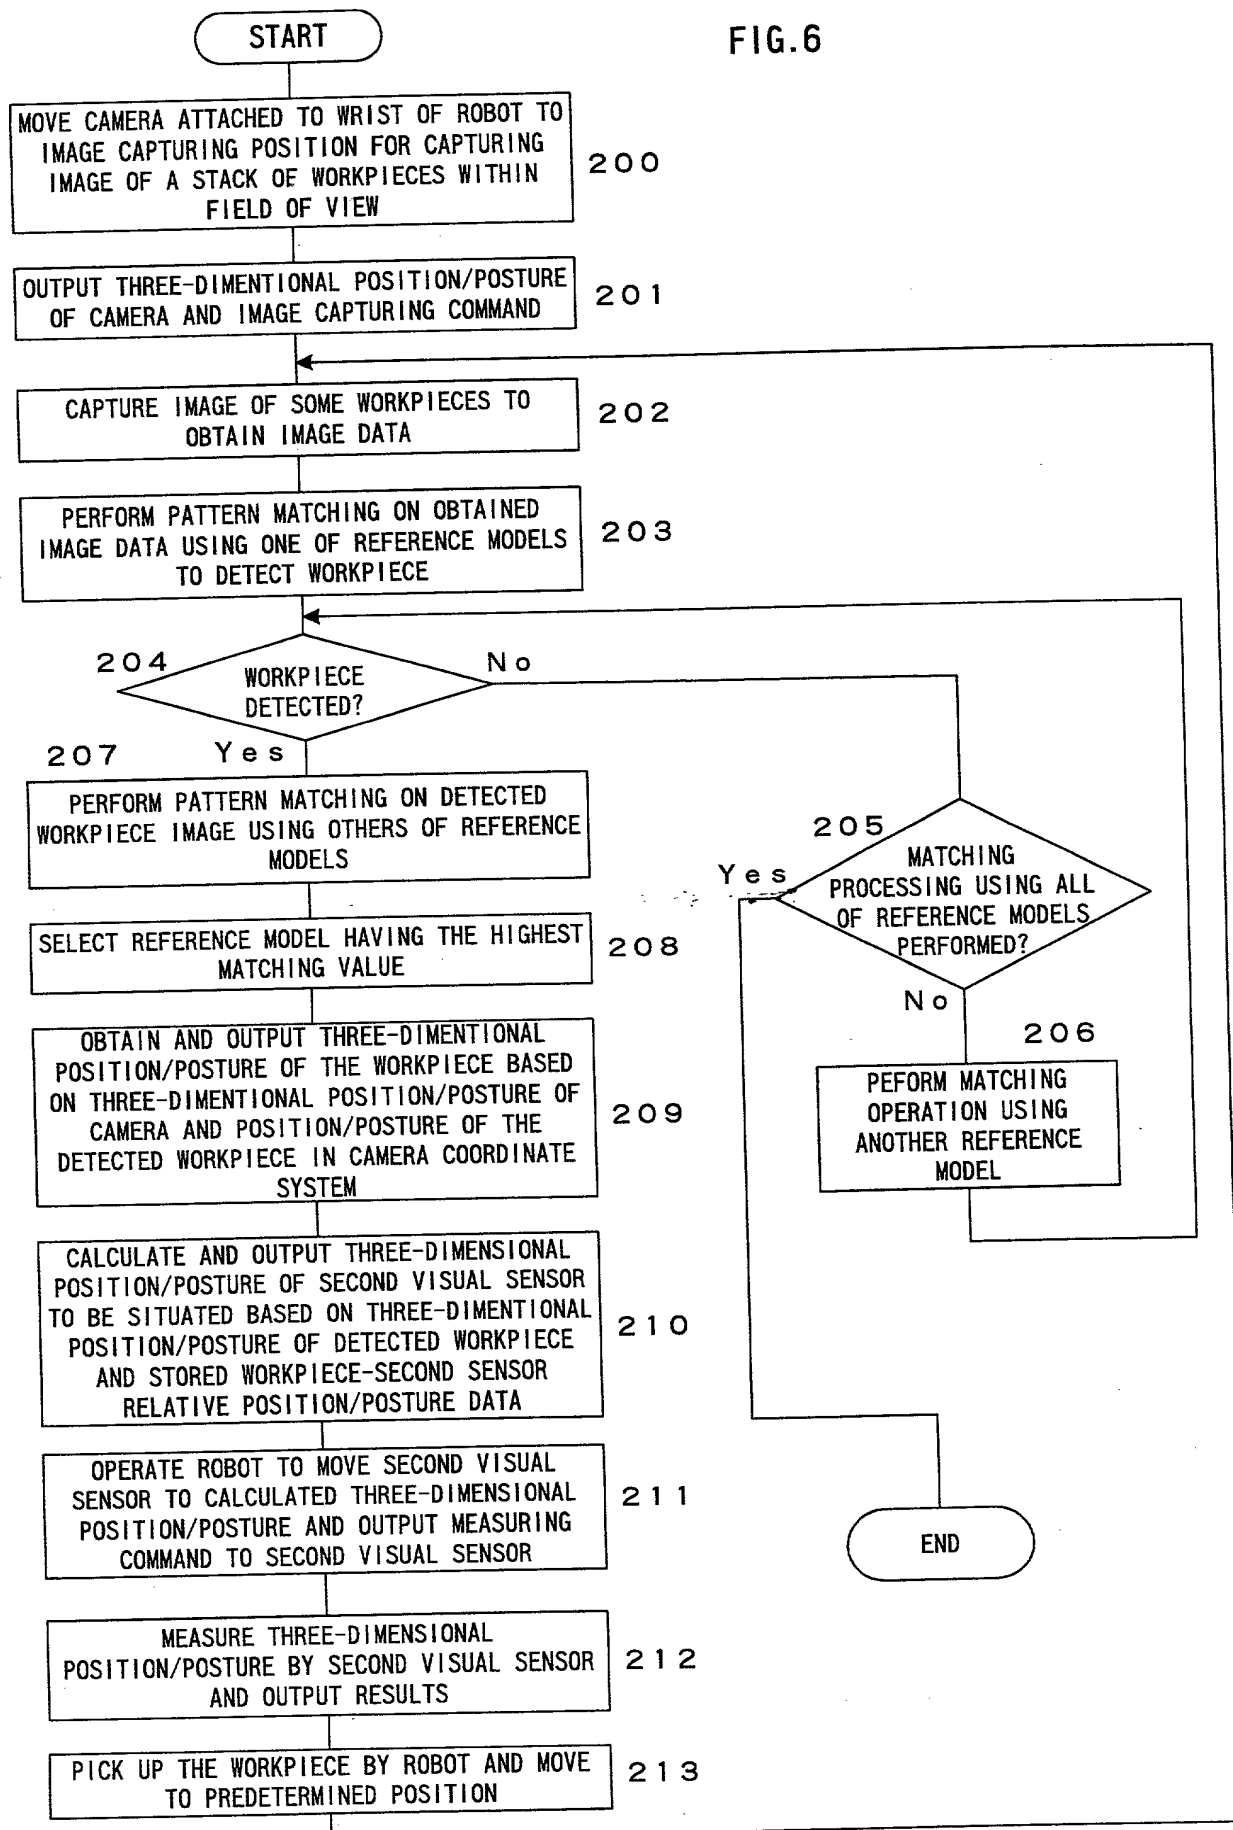 START
FIG.6
MOVE CAMERA ATTACHED TO WRIST OF ROBOT TO
IMAGE CAPTURING POSITION FOR CAPTURING
IMAGE OF A STACK OF WORKPIECES WITHIN
FIELD OF VIEW
200
OUTPUT THREE-DIMENTIONAL POSITION/POSTURE
OF CAMERA AND IMAGE CAPTURING COMMAND
201
CAPTURE IMAGE OF SOME WORKPIECES TO
OBTAIN IMAGE DATA
202
PERFORM PATTERN MATCHING ON OBTAINED
IMAGE DATA USING ONE OF REFERENCE MODELS
TO DETECT WORKPIECE
203
204
WORKPIECE
DETECTED?
No
Yes
207
PERFORM PATTERN MATCHING ON DETECTED
WORKPIECE IMAGE USING OTHERS OF REFERENCE
MODELS
205
MATCHING
PROCESSING USING ALL
OF REFERENCE MODELS
PERFORMED?
Yes
No
206
PEFORM MATCHING
OPERATION USING
ANOTHER REFERENCE
MODEL
SELECT REFERENCE MODEL HAVING THE HIGHEST
MATCHING VALUE
208
OBTAIN AND OUTPUT THREE-DIMENTIONAL
POSITION/POSTURE OF THE WORKPIECE BASED
ON THREE-DIMENTIONAL POSITION/POSTURE OF
CAMERA AND POSITION/POSTURE OF THE
DETECTED WORKPIECE IN CAMERA COORDINATE
SYSTEM
209
CALCULATE AND OUTPUT THREE-DIMENSIONAL
POSITION/POSTURE OF SECOND VISUAL SENSOR
TO BE SITUATED BASED ON THREE-DIMENTIONAL
POSITION/POSTURE OF DETECTED WORKPIECE
AND STORED WORKPIECE-SECOND SENSOR
RELATIVE POSITION/POSTURE DATA
210
OPERATE ROBOT TO MOVE SECOND VISUAL
SENSOR TO CALCULATED THREE-DIMENSIONAL
POSITION/POSTURE AND OUTPUT MEASURING
COMMAND TO SECOND VISUAL SENSOR
211
END
MEASURE THREE-DIMENSIONAL
POSITION/POSTURE BY SECOND VISUAL SENSOR
AND OUTPUT RESULTS
212
PICK UP THE WORKPIECE BY ROBOT AND MOVE
TO PREDETERMINED POSITION
213